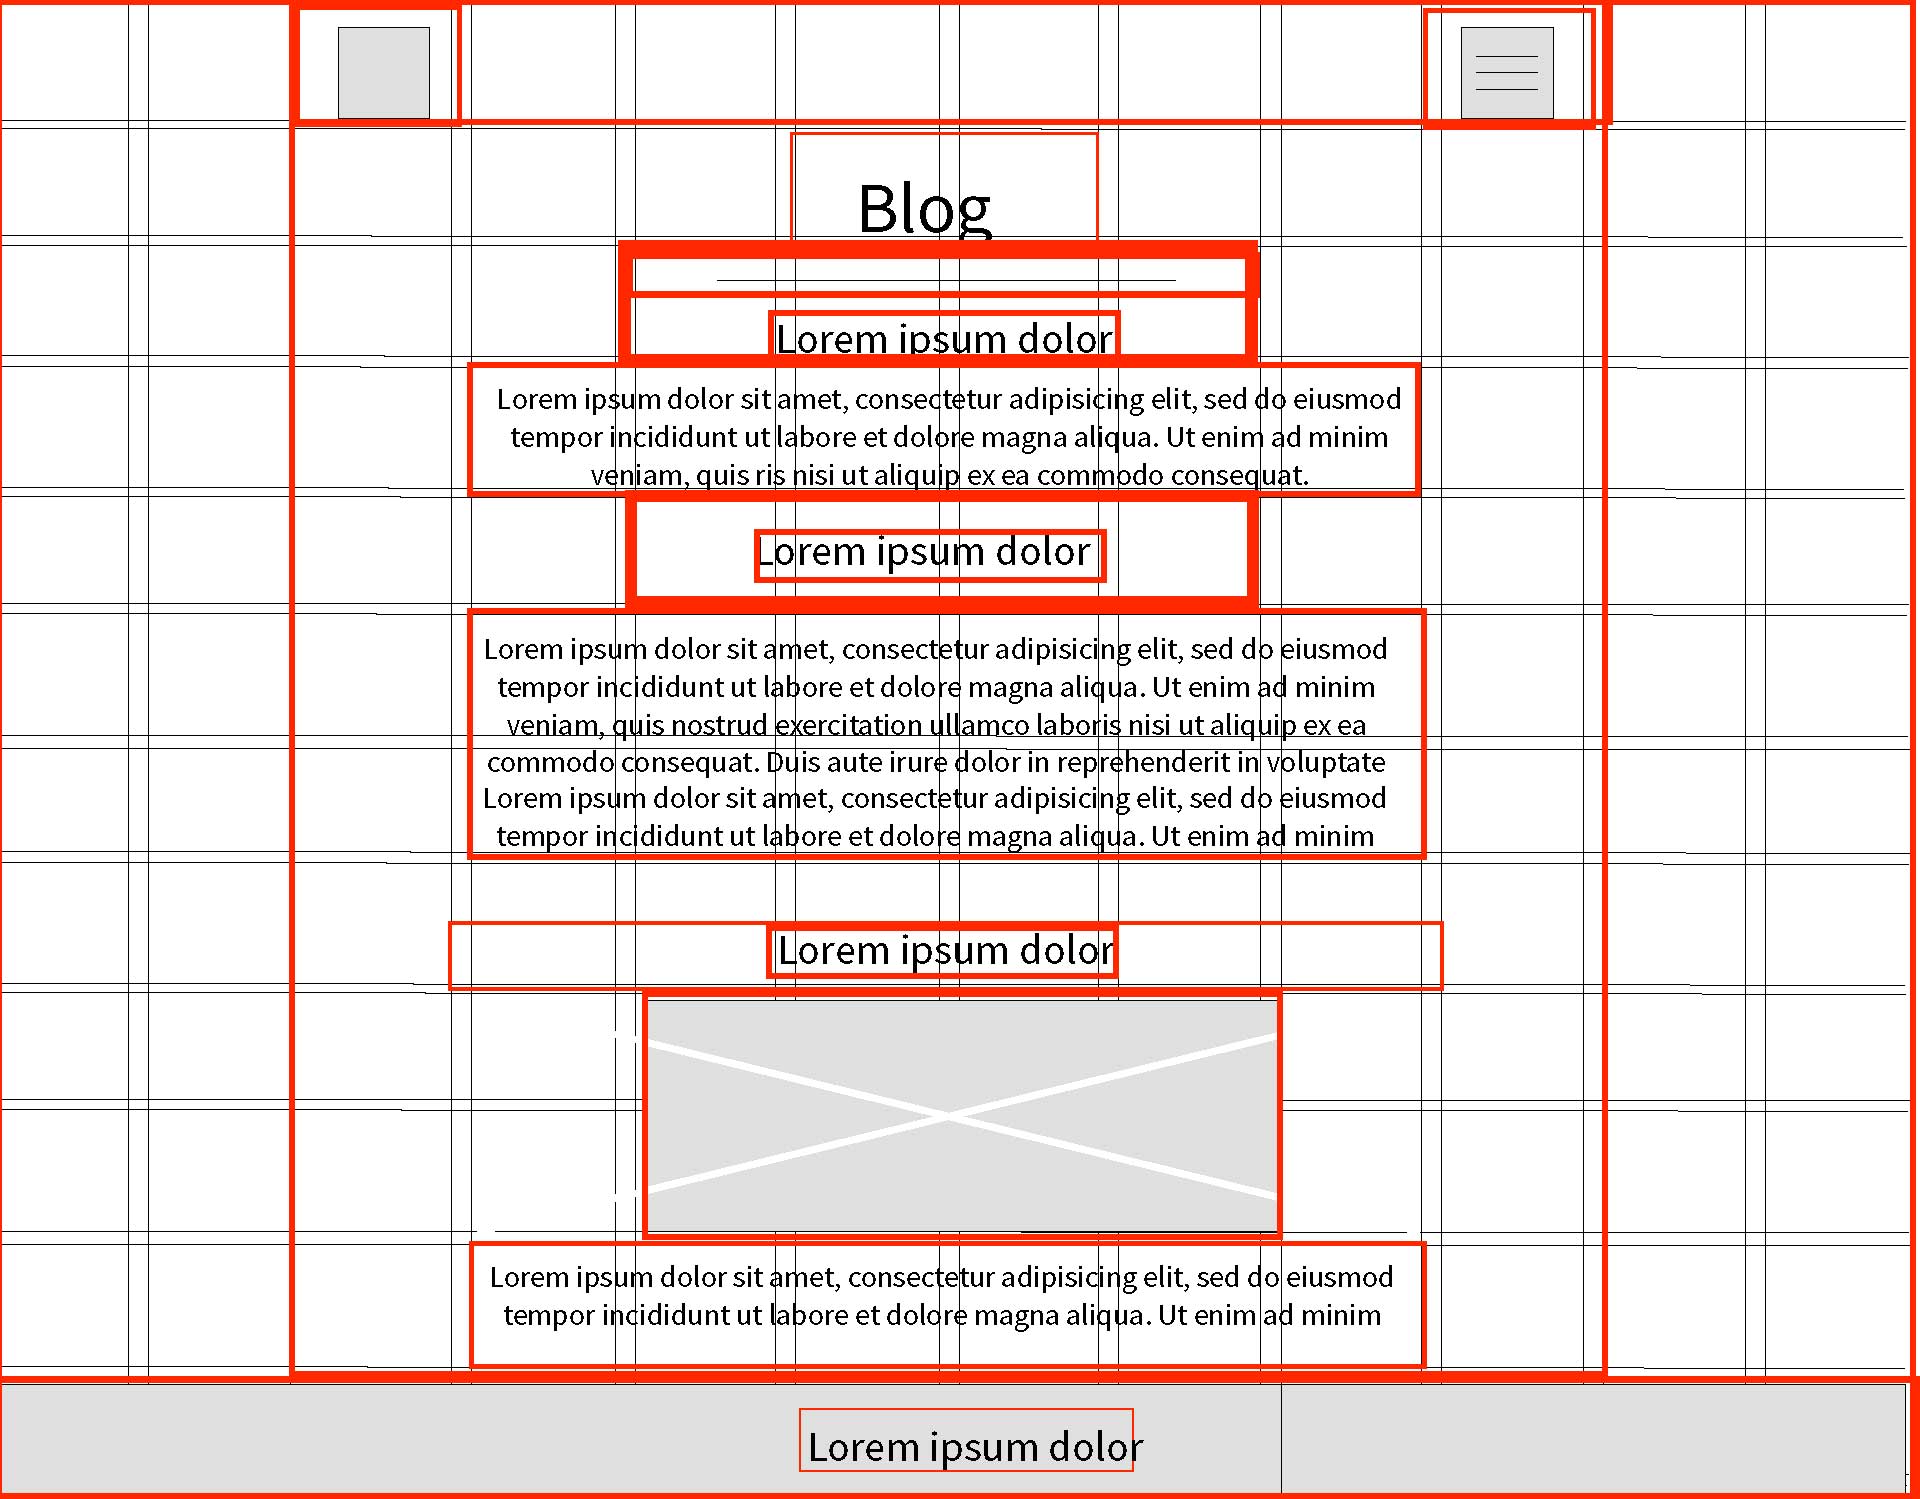 Blog
Lorem ipsum dolor
Lorem ipsum dolor sit amet, consectetur adipisicing elit, sed do eiusmod
tempor incididunt ut labore et dolore magna aliqua. Ut enim ad minim
veniam, quis ris nisi ut aliquip ex ea commodo consequat.
Lorem ipsum dolor
Lorem ipsum dolor sit amet, consectetur adipisicing elit, sed do eiusmod
tempor incididunt ut labore et dolore magna aliqua. Ut enim ad minim
veniam, quis nostrud exercitation ullamco laboris nisi ut aliquip ex ea
commodo consequat. Duis aute irure dolor in reprehenderit in voluptate
Lorem ipsum dolor sit amet, consectetur adipisicing elit, sed do eiusmod
tempor incididunt ut labore et dolore magna aliqua. Ut enim ad minim
Lorem ipsum dolor
Lorem ipsum dolor sit amet, consectetur adipisicing elit, sed do eiusmod
tempor incididunt ut labore et dolore magna aliqua. Ut enim ad minim
Lorem ipsum dolor